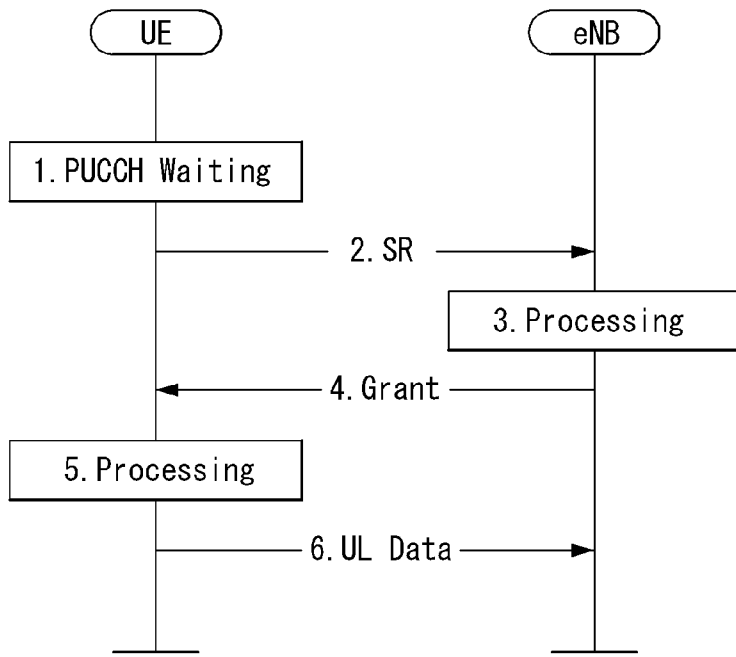 UE
eNB
1.PUCCH Waiting
2.SR
3.Processing
4.Grant
5.Processing
6.UL Data